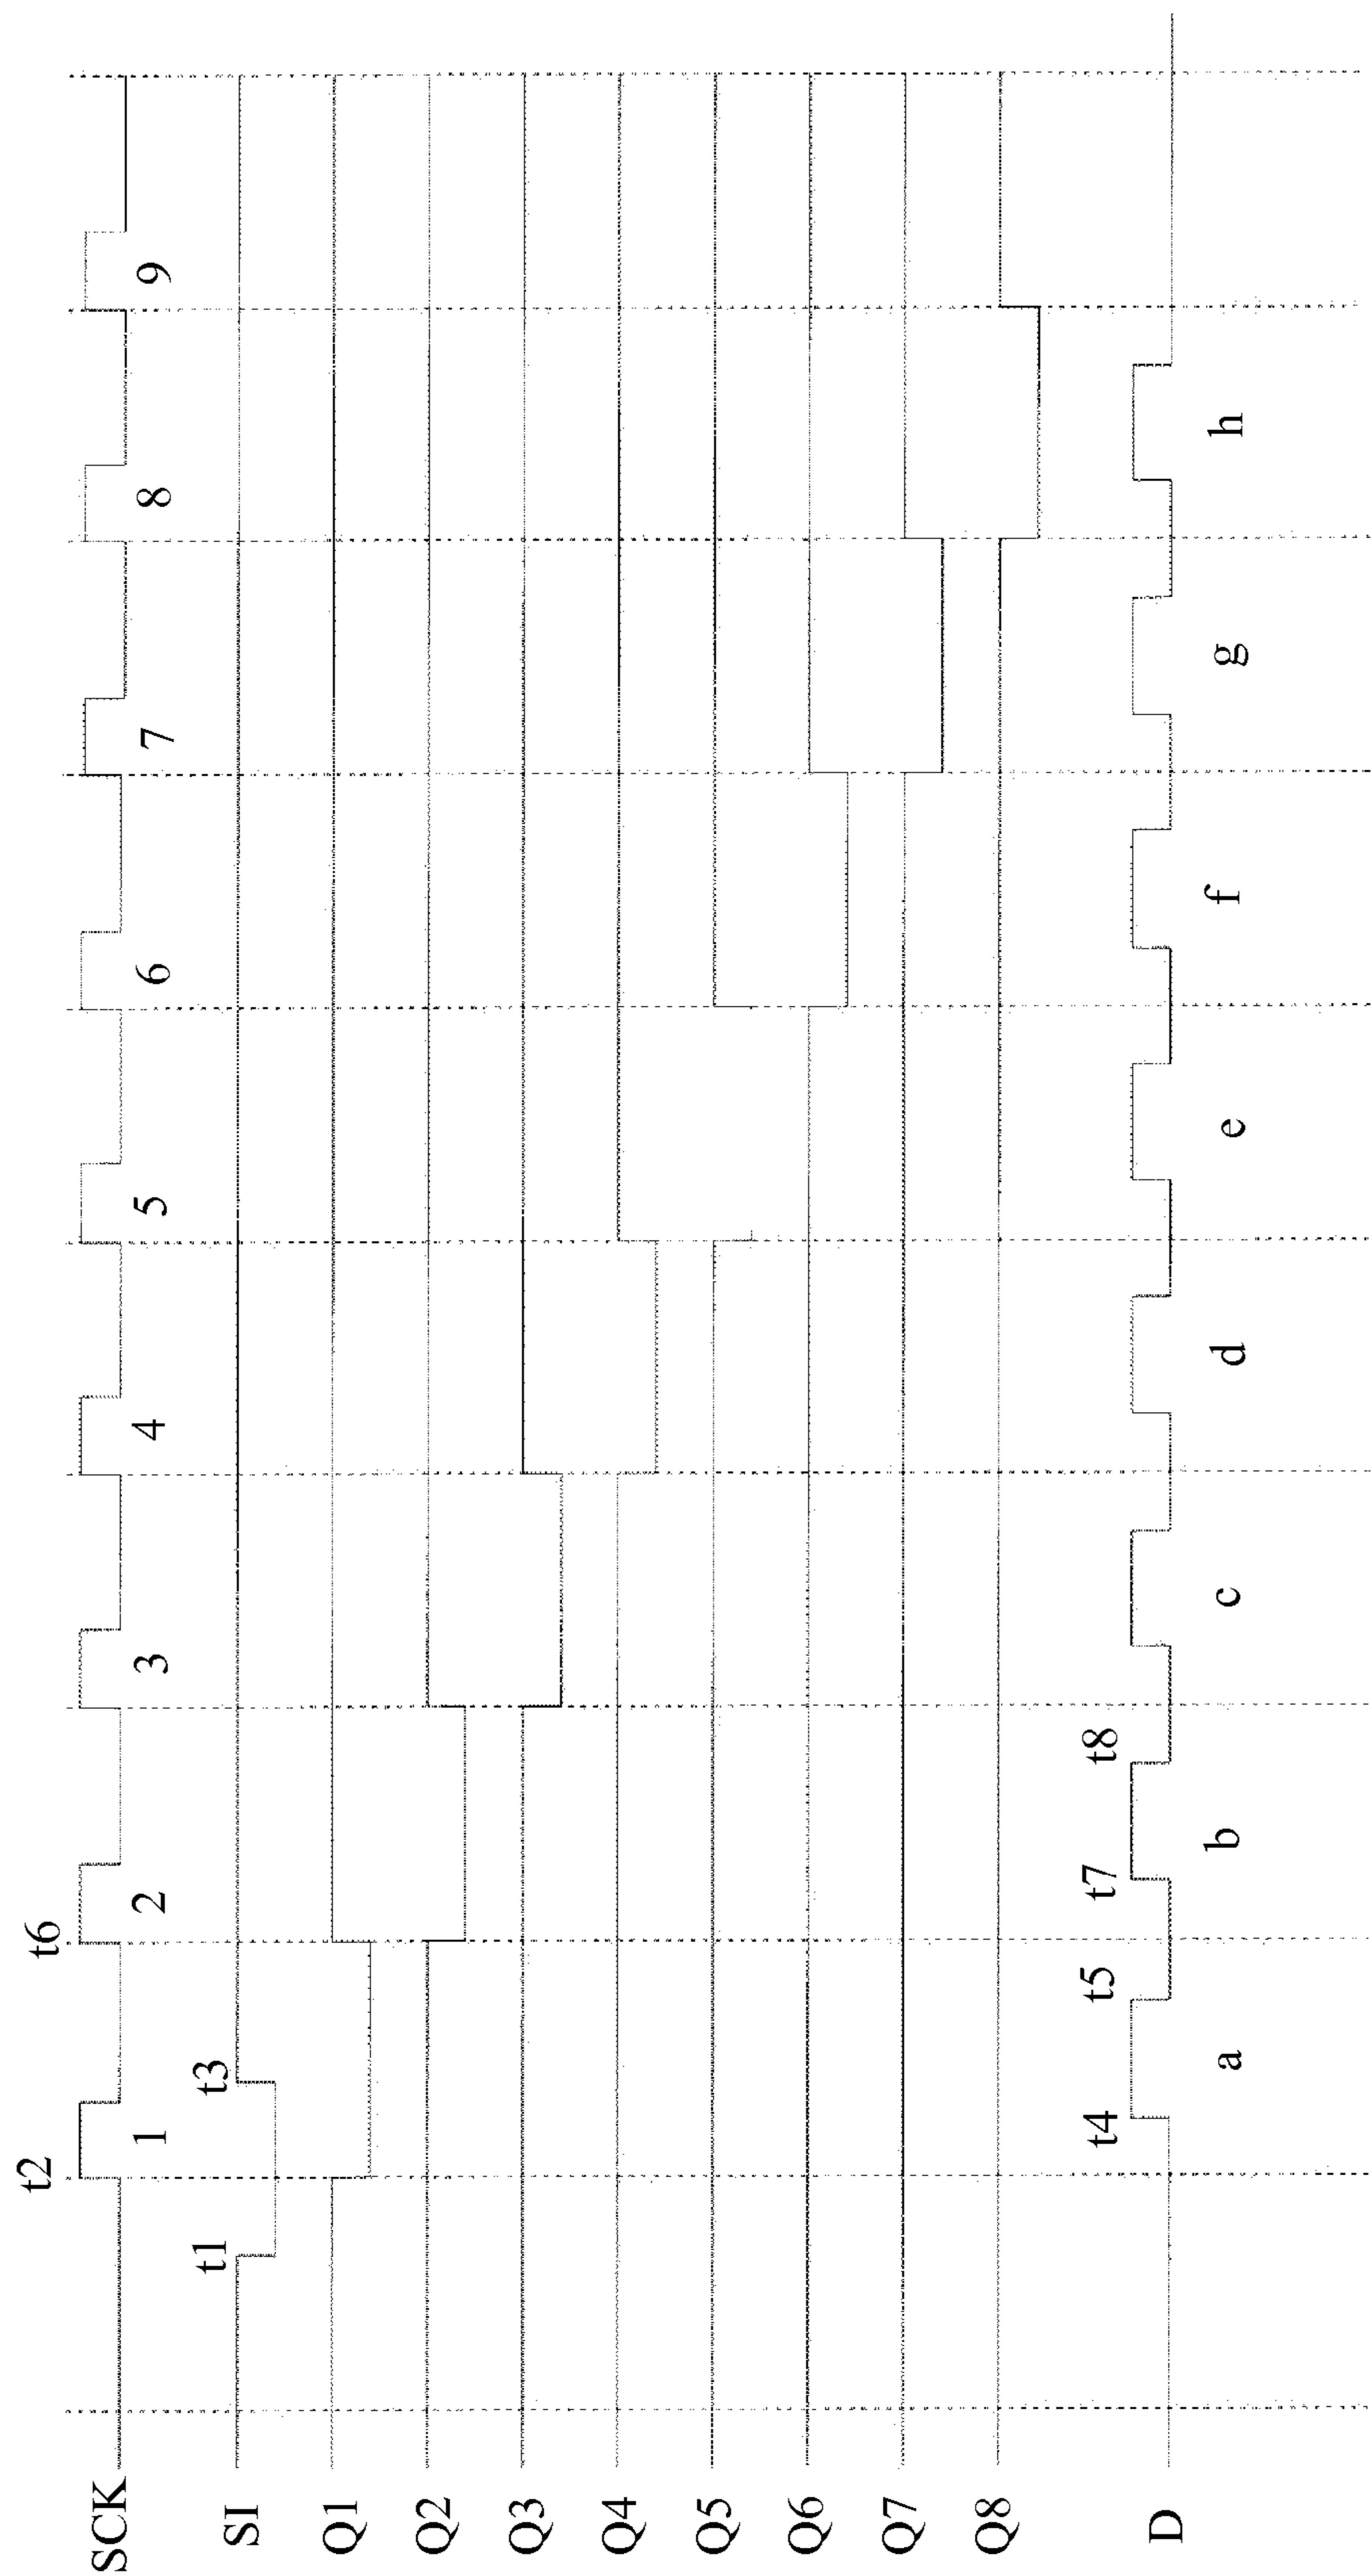 t2 t6
SCK 1 2 3 4 5 6 7 8 9
t1 t3
SI
Q1
Q2
Q3
Q4
Q5
Q6
Q7
Q8
t4 t5 t7 t8
D
a b c d e f g h